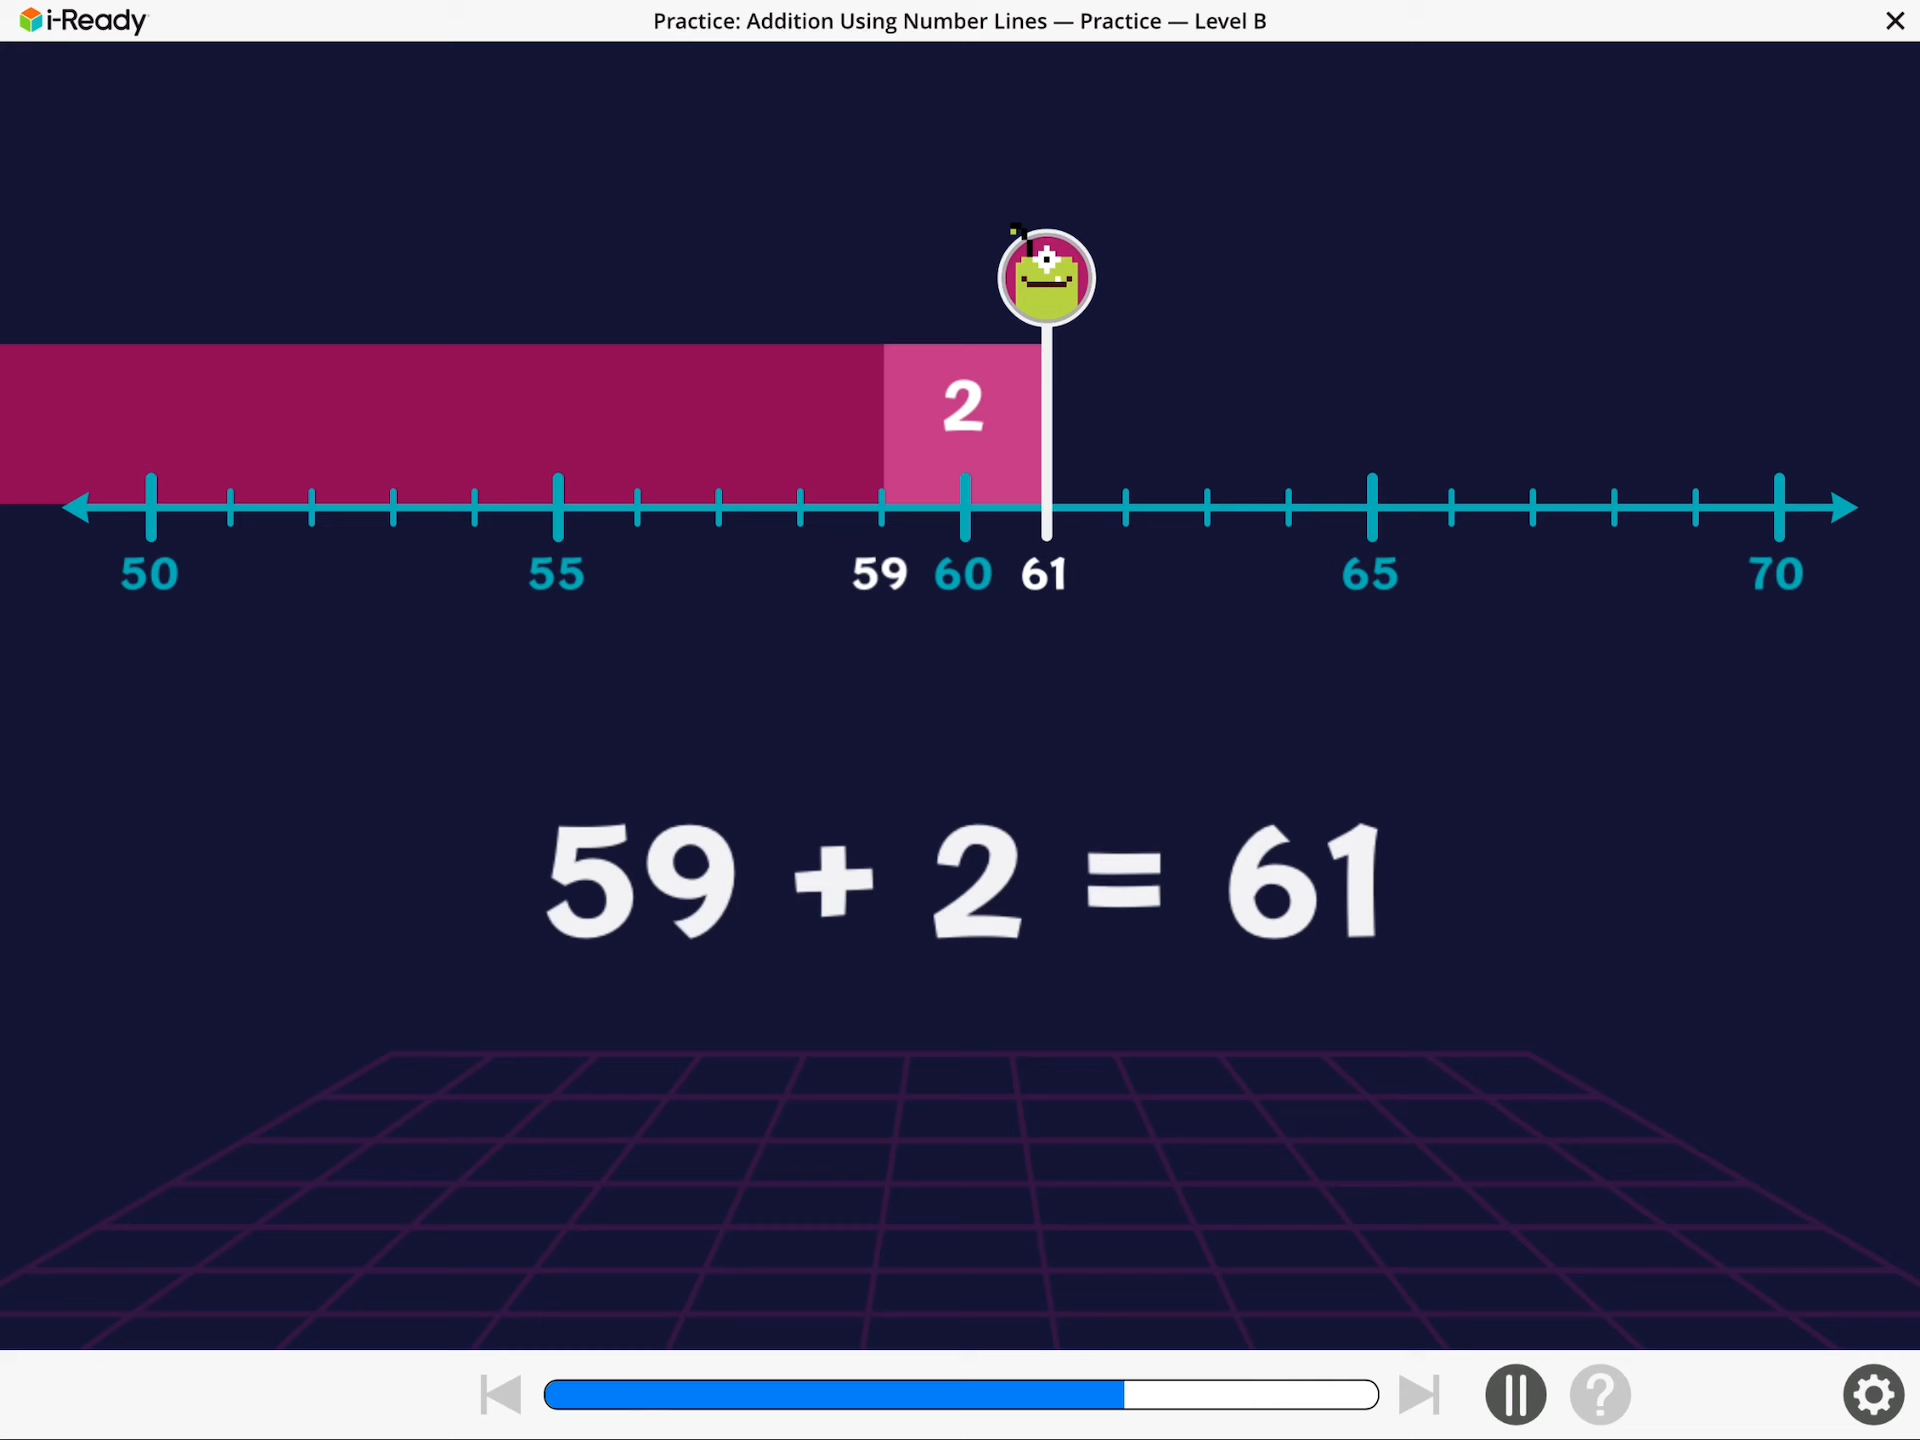 i-Ready
Practice: Addition Using Number Lines — Practice — Level B
2
50 55 59 60 61 65 70
59 + 2 = 61
?